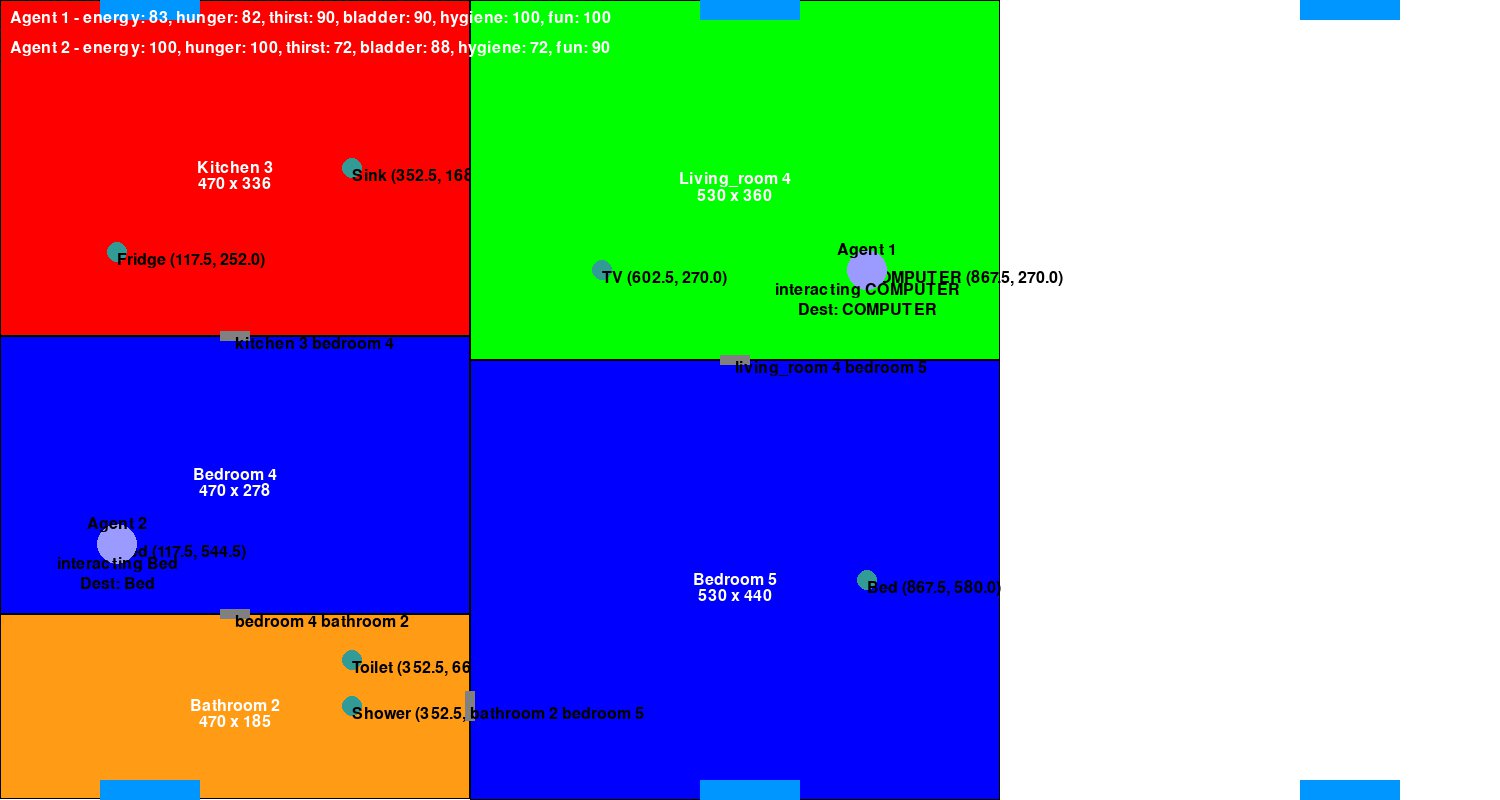 Agent 1 - energy: 83, hunger: 82, thirst: 90, bladder: 90, hygiene: 100, fun: 100
Agent 2 - energy: 100, hunger: 100, thirst: 72, bladder: 88, hygiene: 72, fun: 90
Kitchen 3
470 x 336
Sink (352.5, 168
Fridge (117.5, 252.0)
Living_room 4
530 x 360
Agent 1
TV (602.5, 270.0)
OMPUTER (867.5, 270.0)
interacting COMPUTER
Dest: COMPUTER
kitchen 3 bedroom 4
living_room 4 bedroom 5
Bedroom 4
470 x 278
Agent 2
d (117.5, 544.5)
interacting Bed
Dest: Bed
Bedroom 5
530 x 440
Bed (867.5, 580.0)
bedroom 4 bathroom 2
Toilet (352.5, 66
Bathroom 2
470 x 185
Shower (352.5,
bathroom 2 bedroom 5